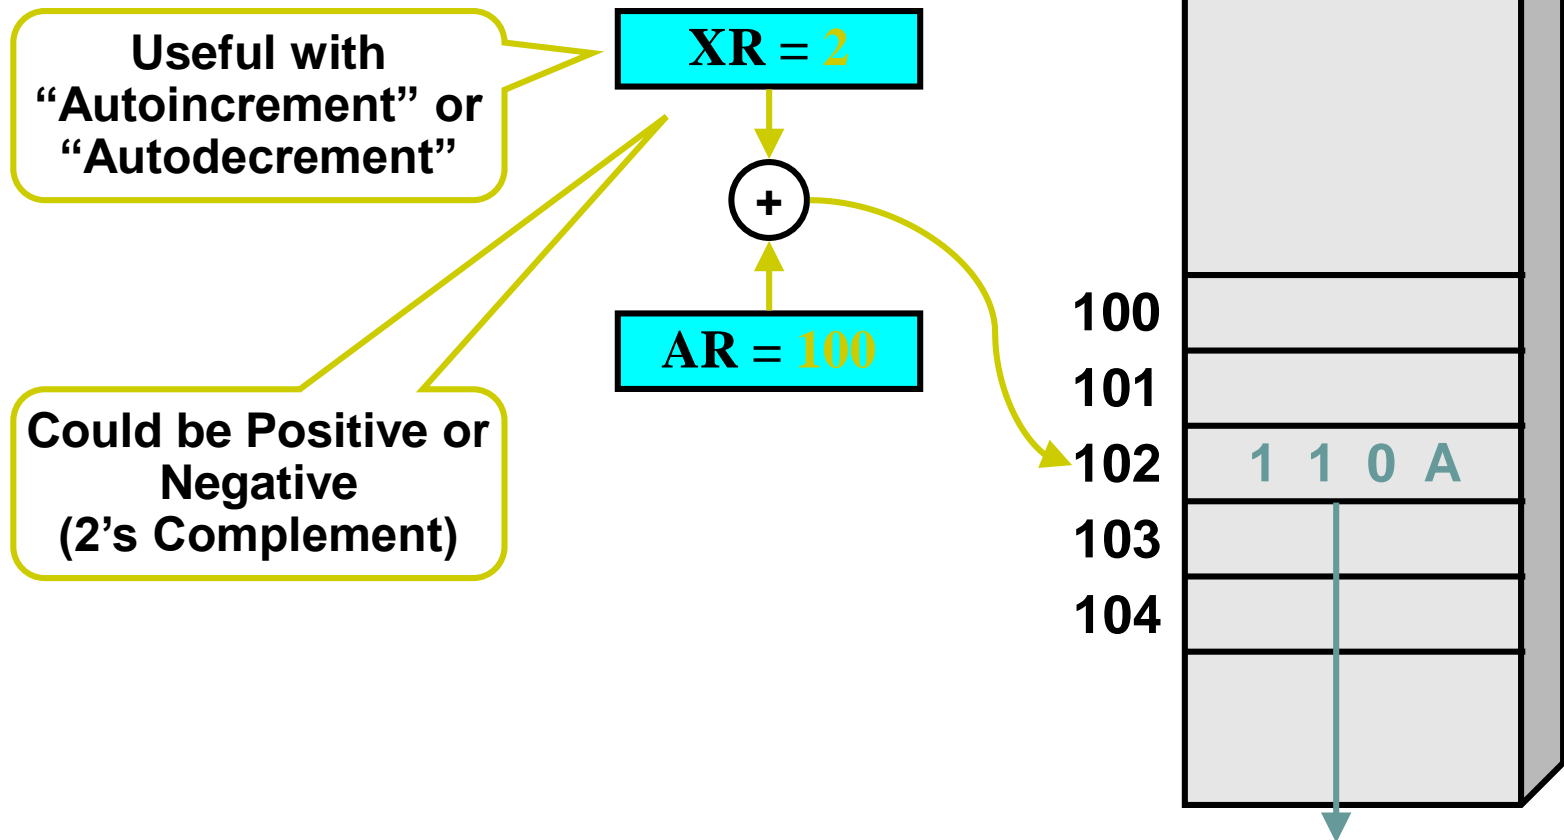 Useful with
“Autoincrement” or
“Autodecrement”
XR = 2
+
AR = 100
Could be Positive or
Negative
(2’s Complement)
100
101
102
1 1 0 A
103
104